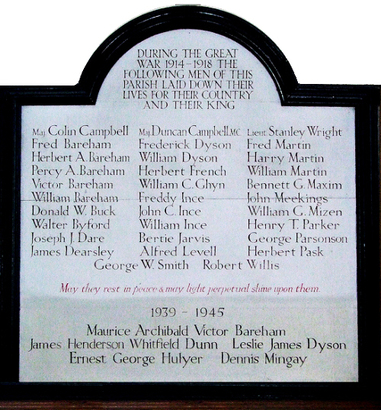 DURING THE GREAT
WAR 1914-1918 THE
FOLLOWING MEN OF THIS
PARISH LAID DOWN THEIR
LIVES FOR THEIR COUNTRY
AND THEIR KING
Maj. Colin Campbell Maj. Duncan Campbell, MC Lieut. Stanley Wright
Fred Bareham Frederick Dyson Fred Martin
Herbert A. Bareham William Dyson Harry Martin
Percy A. Bareham Herbert French William Martin
Victor Bareham William C. Ghyn Bennett G. Maxim
William Bareham Freddy Ince John Meekings
Donald W. Buck John C. Ince William G. Mizen
Walter Byford William Ince Henry T. Parker
Joseph J. Dare Bertie Jarvis George Parsonson
James Dearsley Alfred Levell Herbert Pask
George W. Smith Robert Willis
May they rest in peace & may light perpetual shine upon them.
1939 - 1945
Maurice Archibald Victor Bareham
James Henderson Whitfield Dunn Leslie James Dyson
Ernest George Hulyer Dennis Mingay